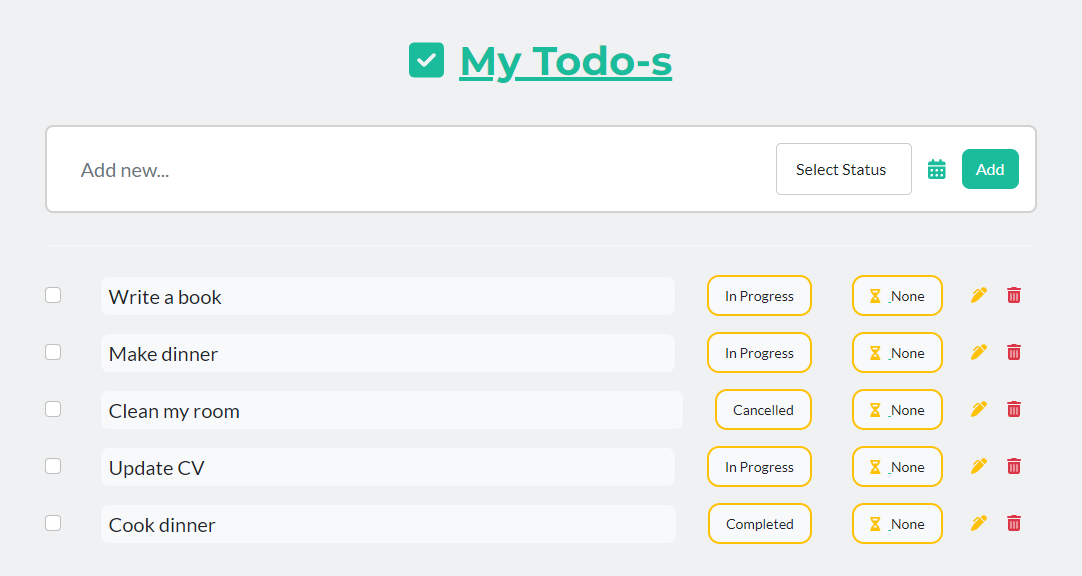 My Todo-s
Add new... Select Status Add
Write a book In Progress None
Make dinner In Progress None
Clean my room Cancelled None
Update CV In Progress None
Cook dinner Completed None